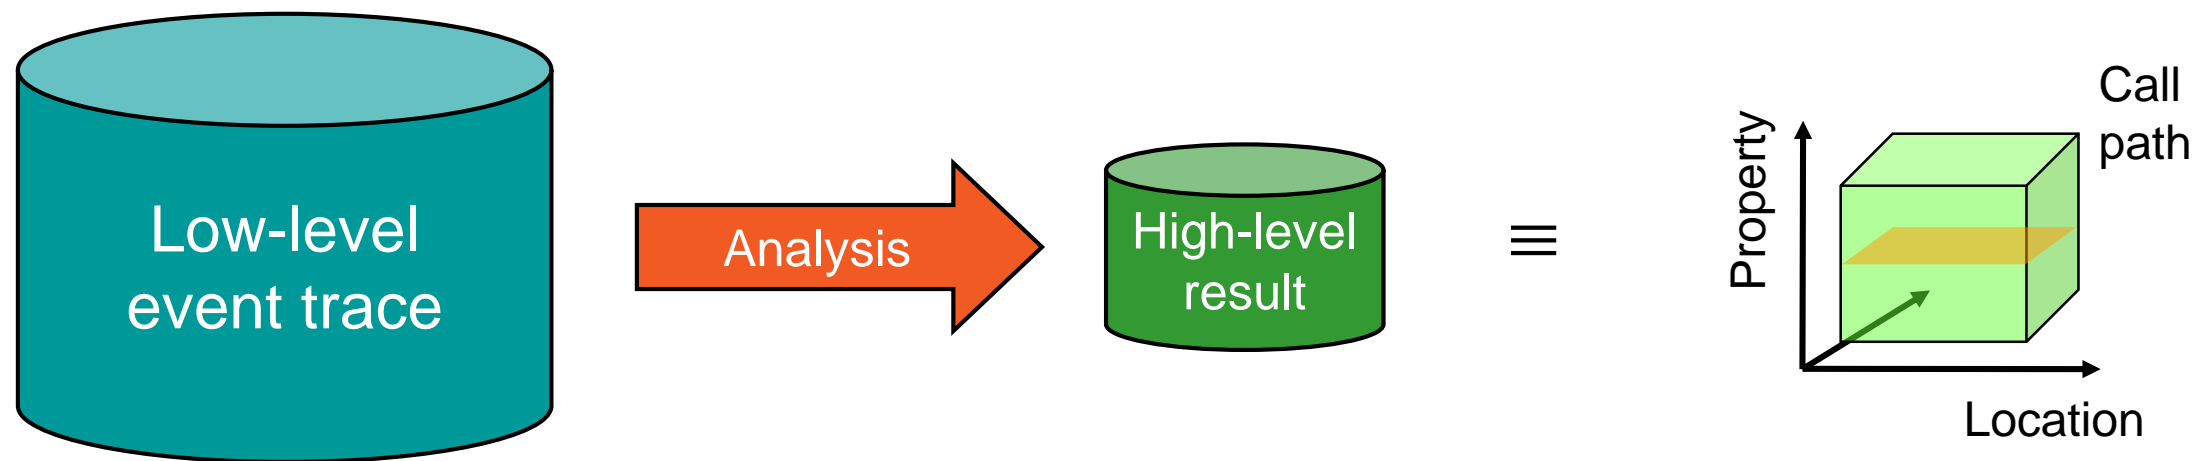 Low-level
event trace
Analysis
High-level
result
≡
Property
Call
path
Location